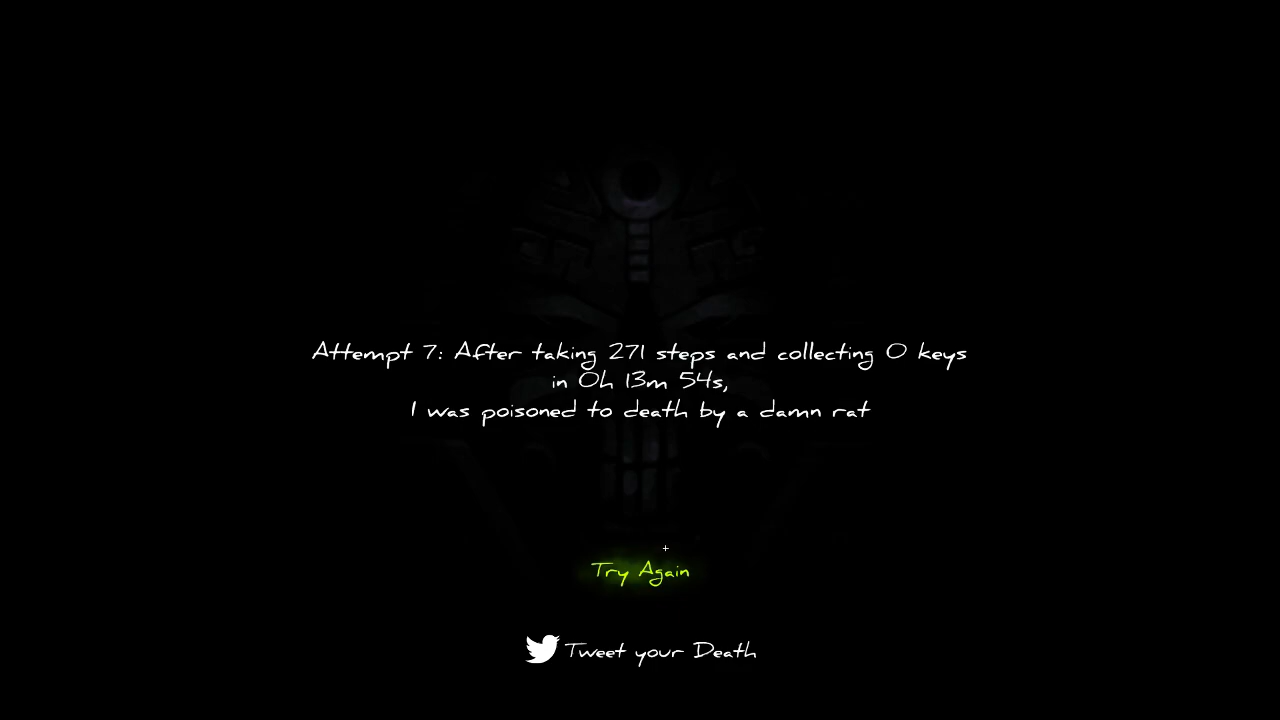 Attempt 7: After taking 271 steps and collecting 0 keys
in 0h 13m 54s,
I was poisoned to death by a damn rat
Try Again
Tweet your Death